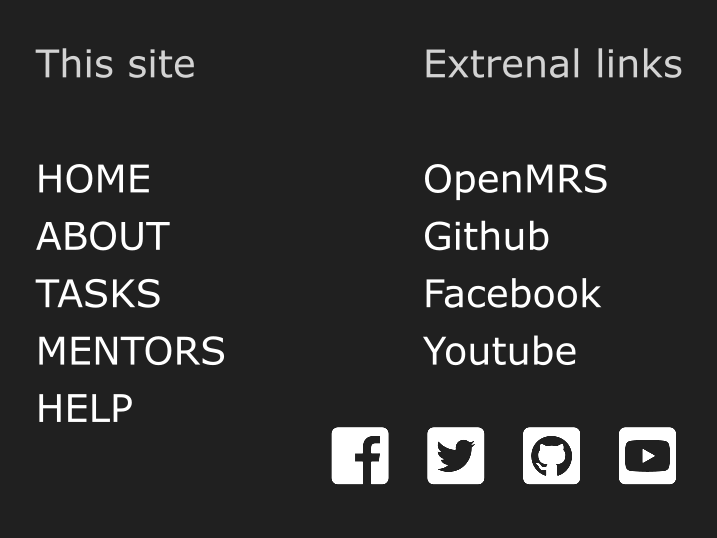 This site
HOME
ABOUT
TASKS
MENTORS
HELP
Extrenal links
OpenMRS
Github
Facebook
Youtube